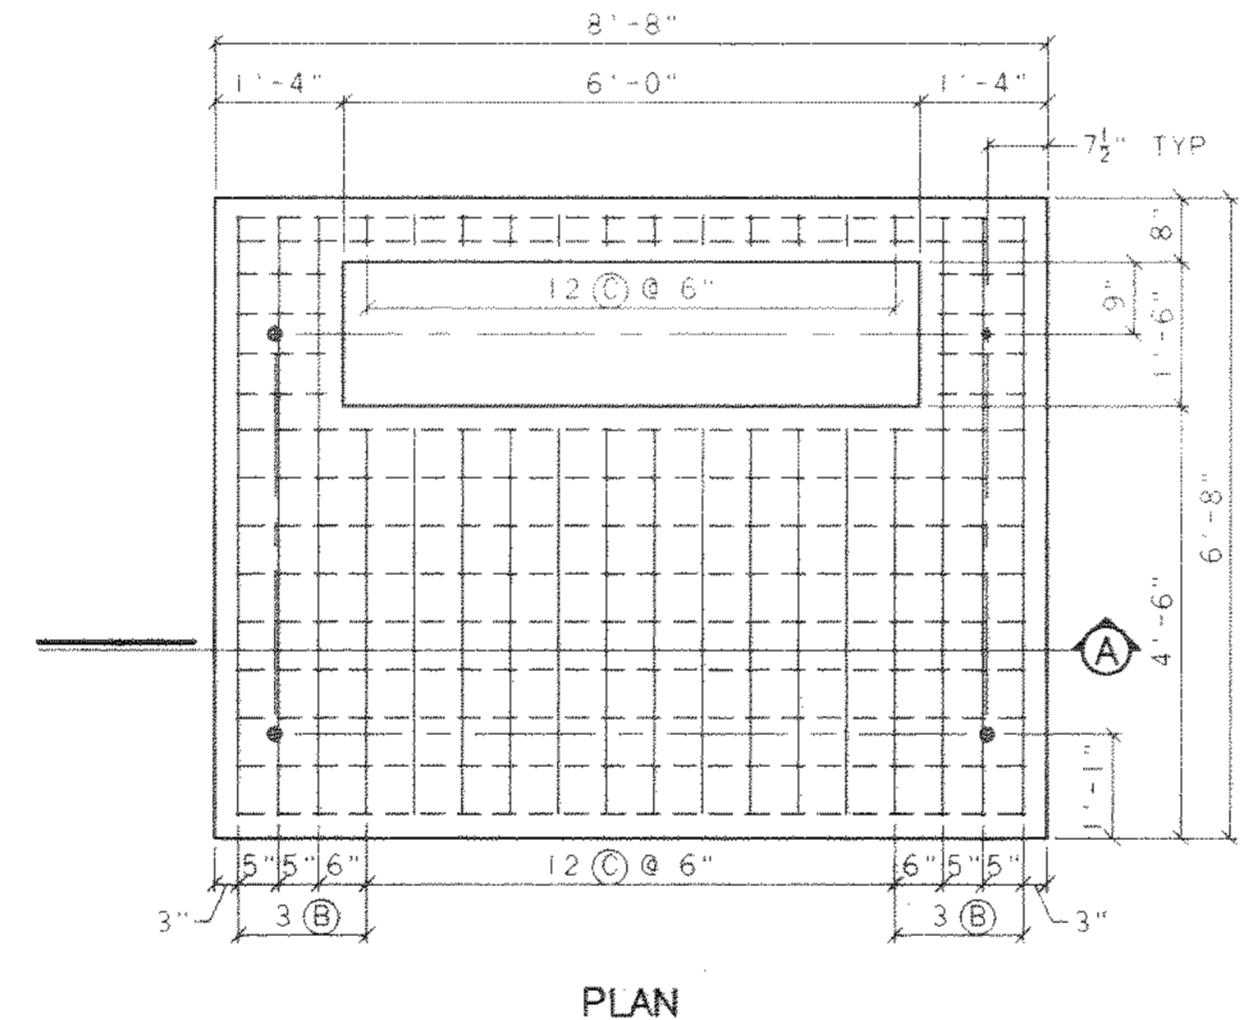 8'-8"
1'-4" 6'-0" 1'-4"
7½" TYP
8"
12 C @ 6"
9"
1'-6"
6'-8"
4'-6"
A
1'-1"
5" 5" 6" 12 C @ 6" 6" 5" 5"
3" 3 B 3 B 3"
PLAN